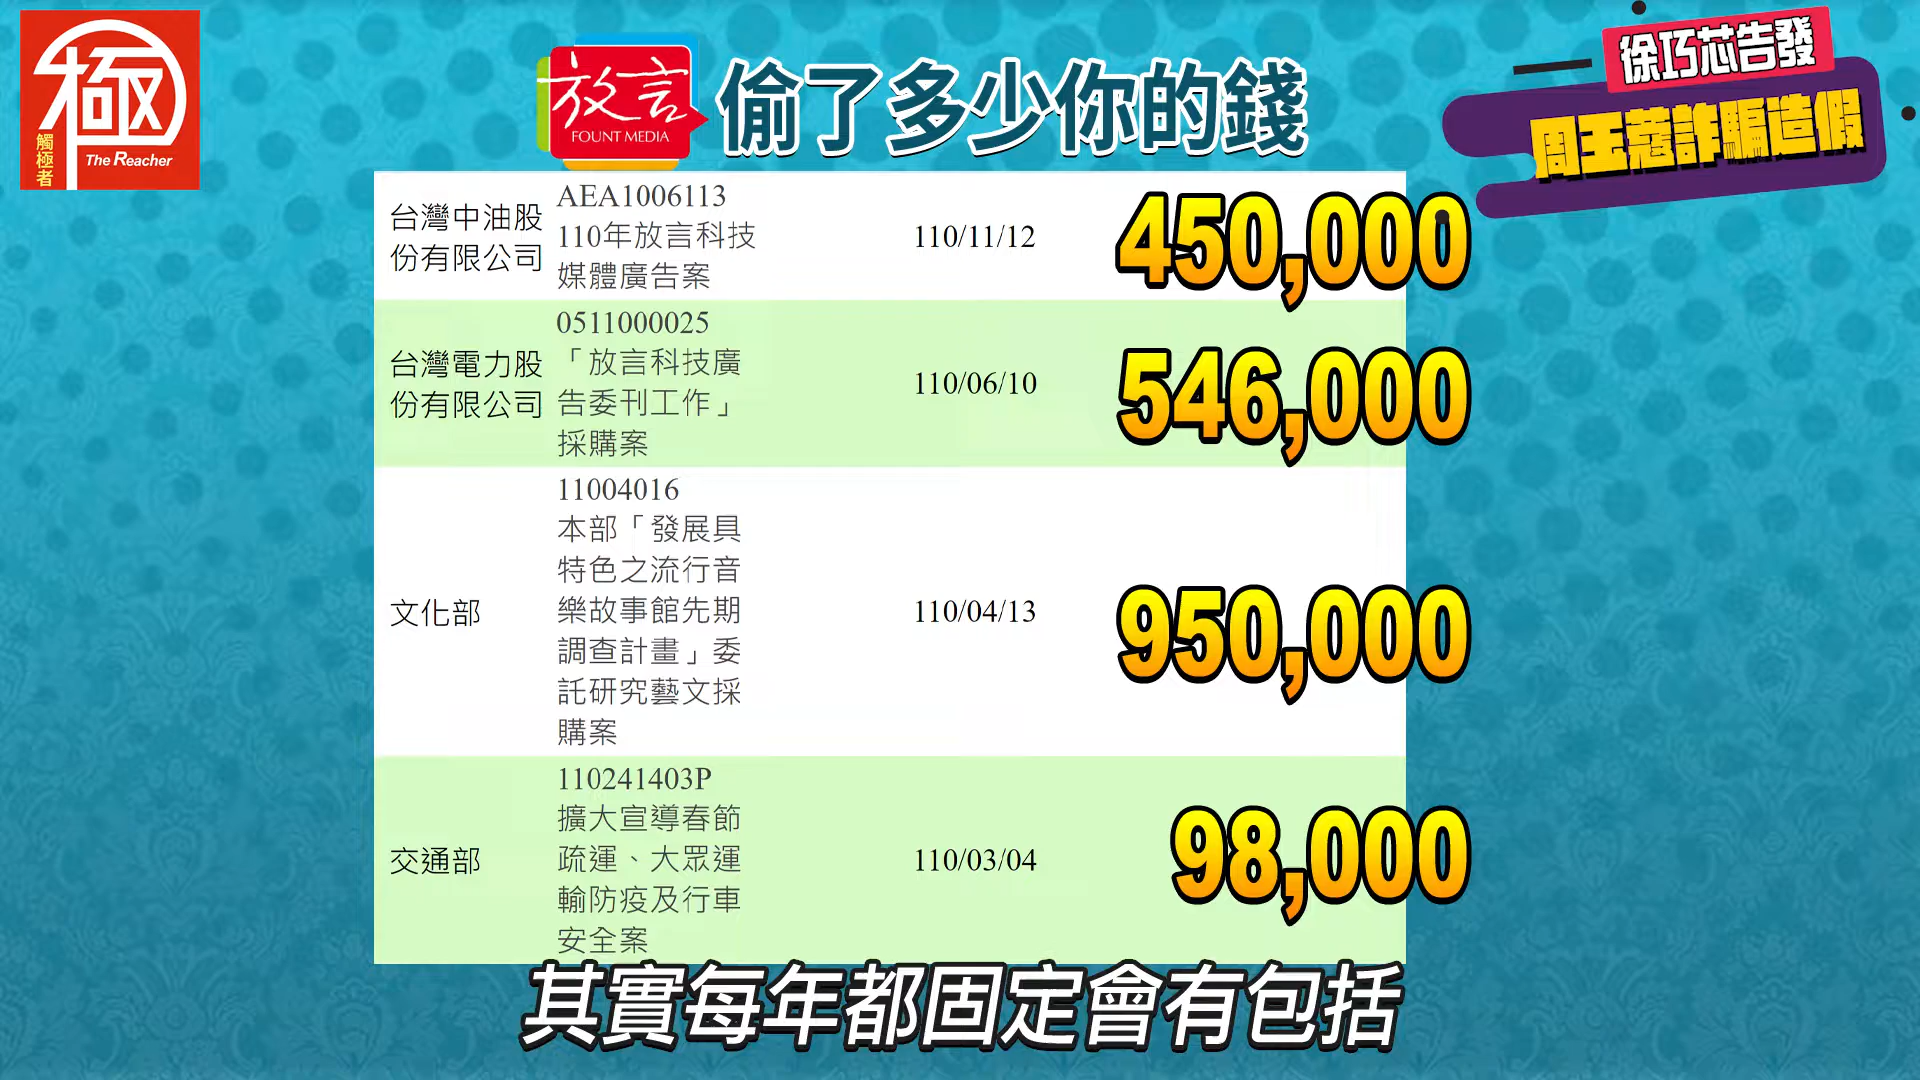 極
觸極者
The Reacher
放言
FOUNT MEDIA
偷了多少你的錢
徐巧芯告發
周玉蔻詐騙造假
台灣中油股
份有限公司
AEA1006113
110年放言科技
媒體廣告案
110/11/12
450,000
台灣電力股
份有限公司
0511000025
「放言科技廣
告委刊工作」
採購案
110/06/10
546,000
文化部
11004016
本部「發展具
特色之流行音
樂故事館先期
調查計畫」委
託研究藝文採
購案
110/04/13
950,000
交通部
110241403P
擴大宣導春節
疏運、大眾運
輸防疫及行車
安全案
110/03/04
98,000
其實每年都固定會有包括